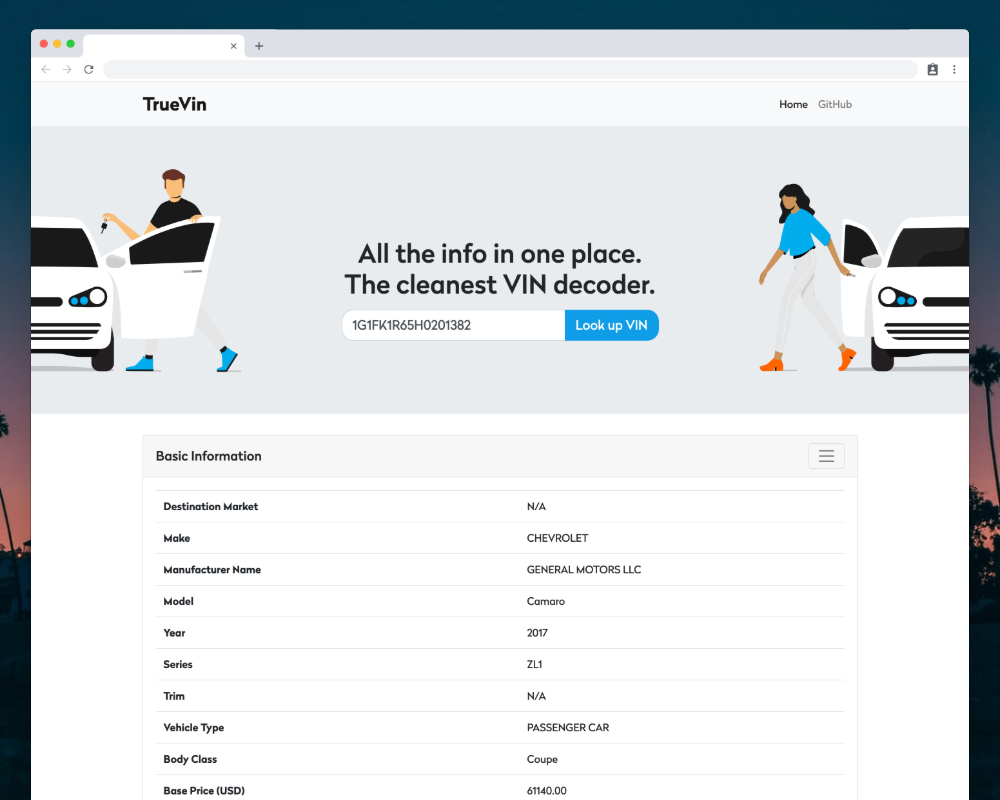 TrueVin
Home GitHub
All the info in one place.
The cleanest VIN decoder.
1G1FK1R65H0201382 Look up VIN
Basic Information
Destination Market N/A
Make CHEVROLET
Manufacturer Name GENERAL MOTORS LLC
Model Camaro
Year 2017
Series ZL1
Trim N/A
Vehicle Type PASSENGER CAR
Body Class Coupe
Base Price (USD) 61140.00